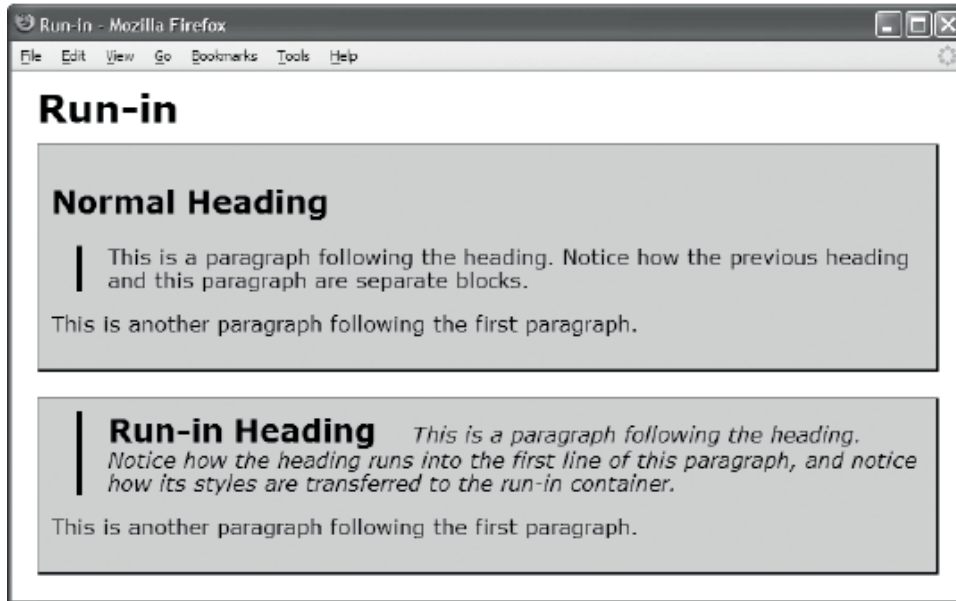 Run-in - Mozilla Firefox
File Edit View Go Bookmarks Tools Help
Run-in
Normal Heading
This is a paragraph following the heading. Notice how the previous heading
and this paragraph are separate blocks.
This is another paragraph following the first paragraph.
Run-in Heading This is a paragraph following the heading.
Notice how the heading runs into the first line of this paragraph, and notice
how its styles are transferred to the run-in container.
This is another paragraph following the first paragraph.